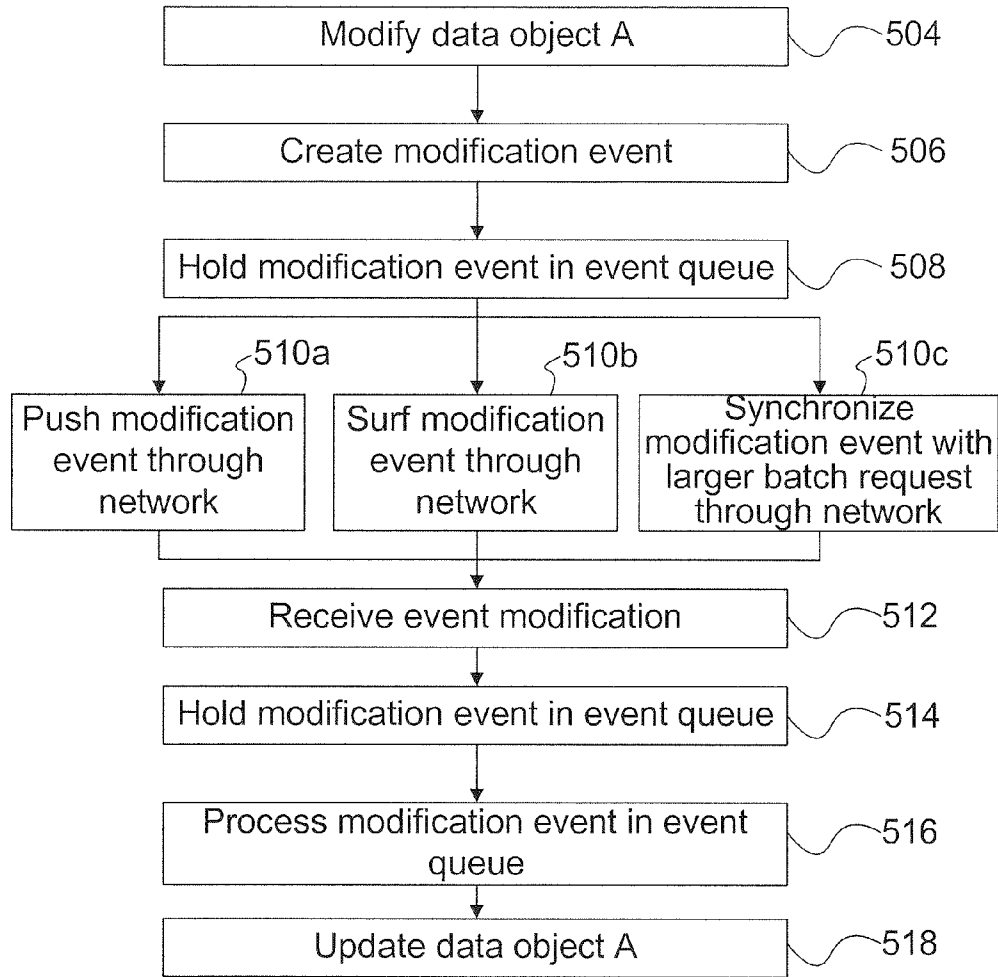 Modify data object A
504
Create modification event
506
Hold modification event in event queue
508
510a
510b
510c
Push modification
event through
network
Surf modification
event through
network
Synchronize
modification event with
larger batch request
through network
Receive event modification
512
Hold modification event in event queue
514
Process modification event in event
queue
516
Update data object A
518